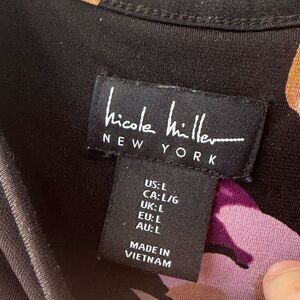 Nicole Miller
NEW YORK
US: L
CA: L/G
UK: L
EU: L
AU: L
MADE IN
VIETNAM